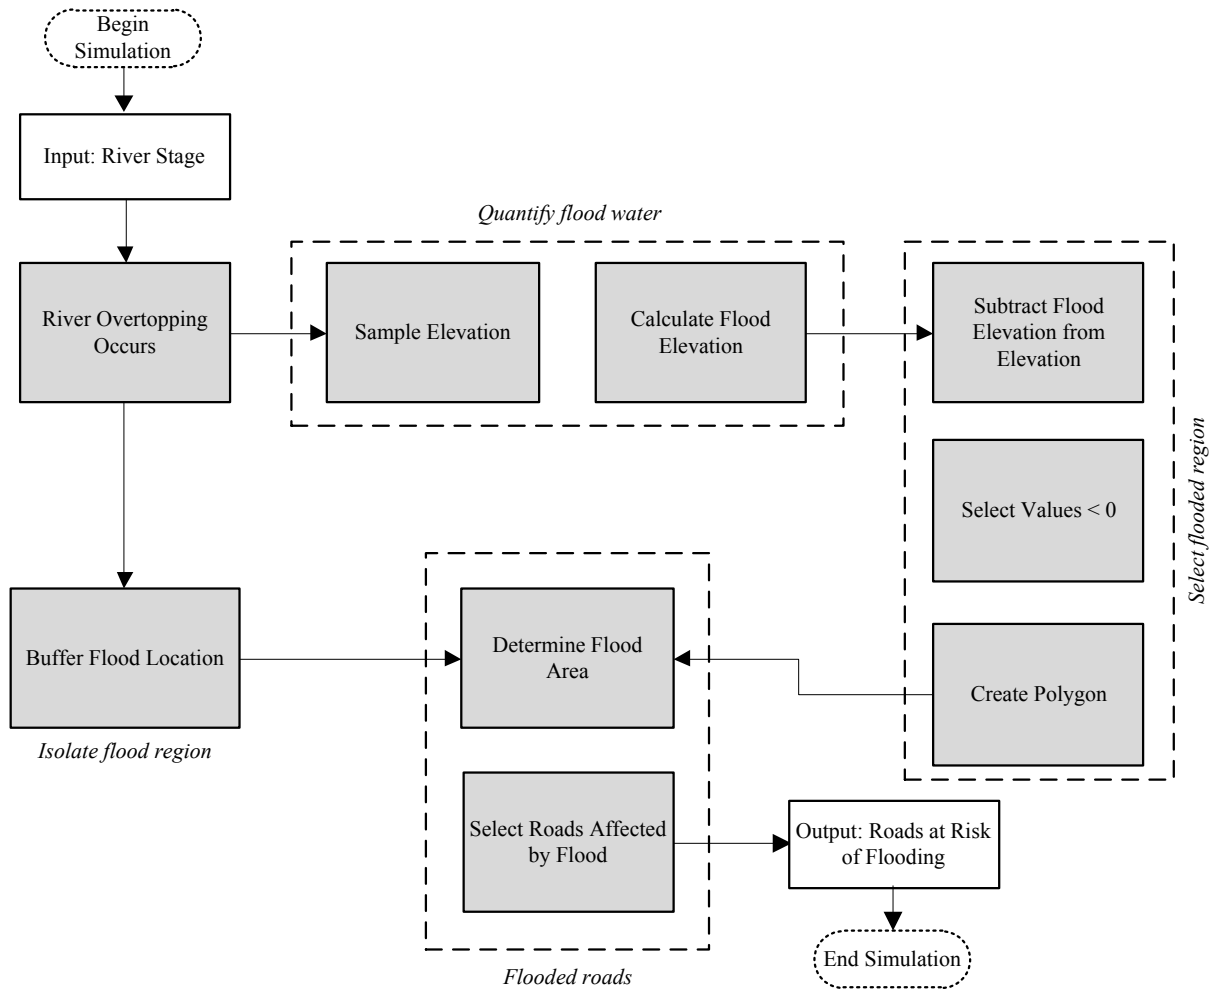 Begin
Simulation
Input: River Stage
Quantify flood water
River Overtopping
Occurs
Sample Elevation
Calculate Flood
Elevation
Subtract Flood
Elevation from
Elevation
Select Values < 0
Select flooded region
Buffer Flood Location
Isolate flood region
Determine Flood
Area
Create Polygon
Select Roads Affected
by Flood
Flooded roads
Output: Roads at Risk
of Flooding
End Simulation